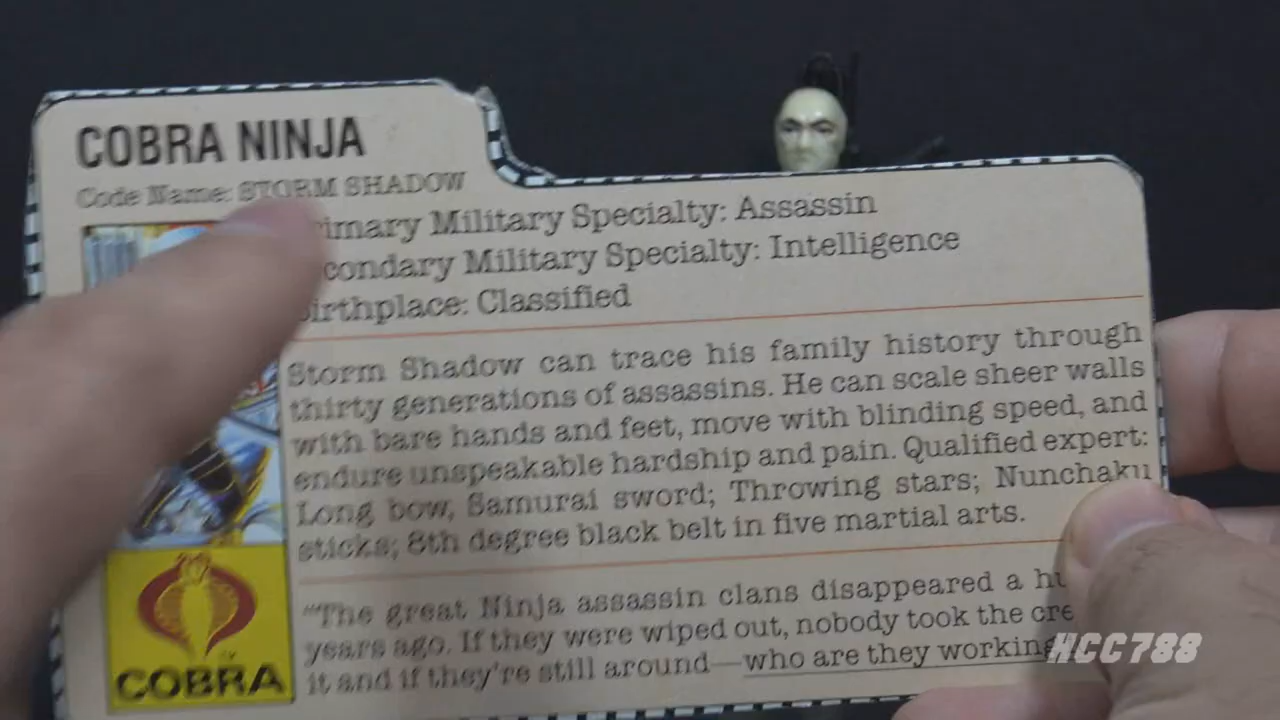 COBRA NINJA
Code Name: STORM SHADOW
imary Military Specialty: Assassin
condary Military Specialty: Intelligence
irthplace: Classified
Storm Shadow can trace his family history through
thirty generations of assassins. He can scale sheer walls
with bare hands and feet, move with blinding speed, and
endure unspeakable hardship and pain. Qualified expert:
Long bow, Samurai sword; Throwing stars; Nunchaku
sticks; 8th degree black belt in five martial arts.
"The great Ninja assassin clans disappeared a hu
years ago. If they were wiped out, nobody took the cre
it and if they're still around—who are they working
COBRA
HCC788